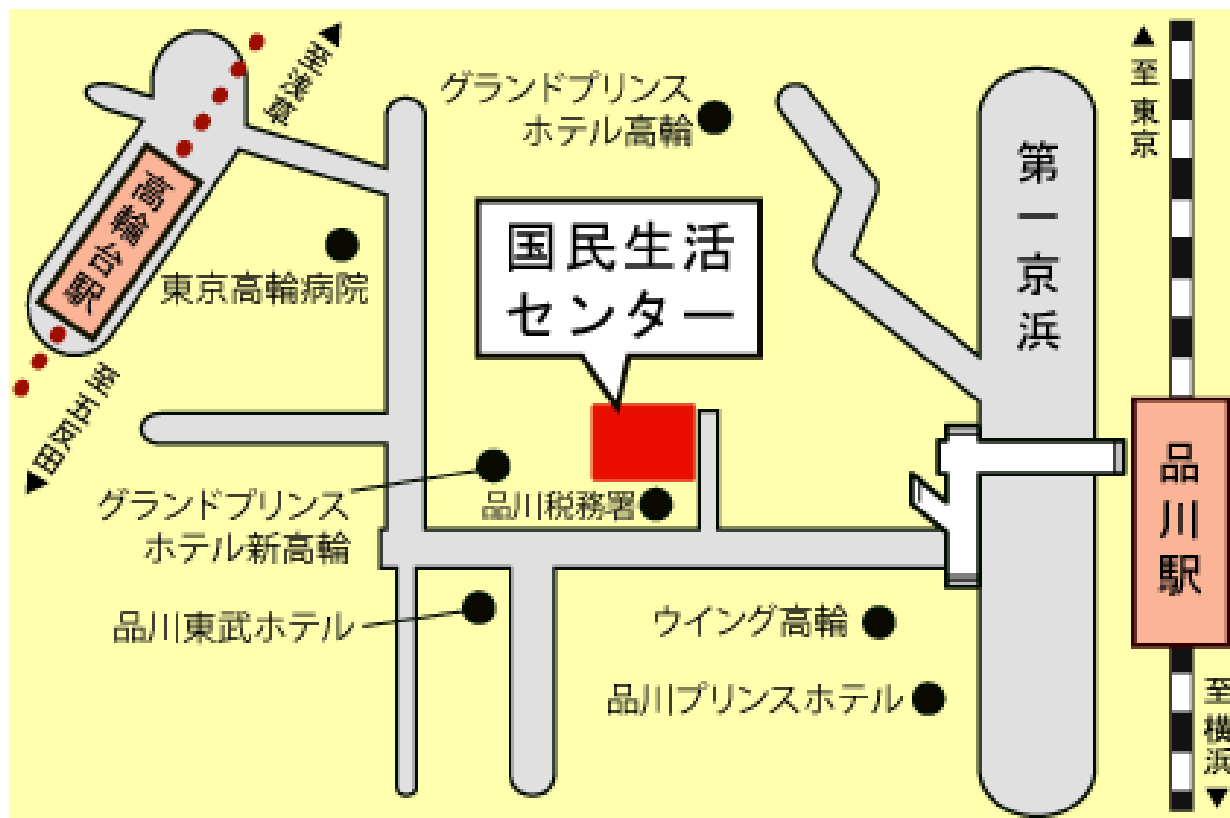 ▲至浅草
グランドプリンス
ホテル高輪
▲至東京
第一京浜
高輪台駅
東京高輪病院
国民生活
センター
至五反田▼
グランドプリンス
ホテル新高輪
品川税務署
品川駅
品川東武ホテル
ウイング高輪
品川プリンスホテル
至横浜▼